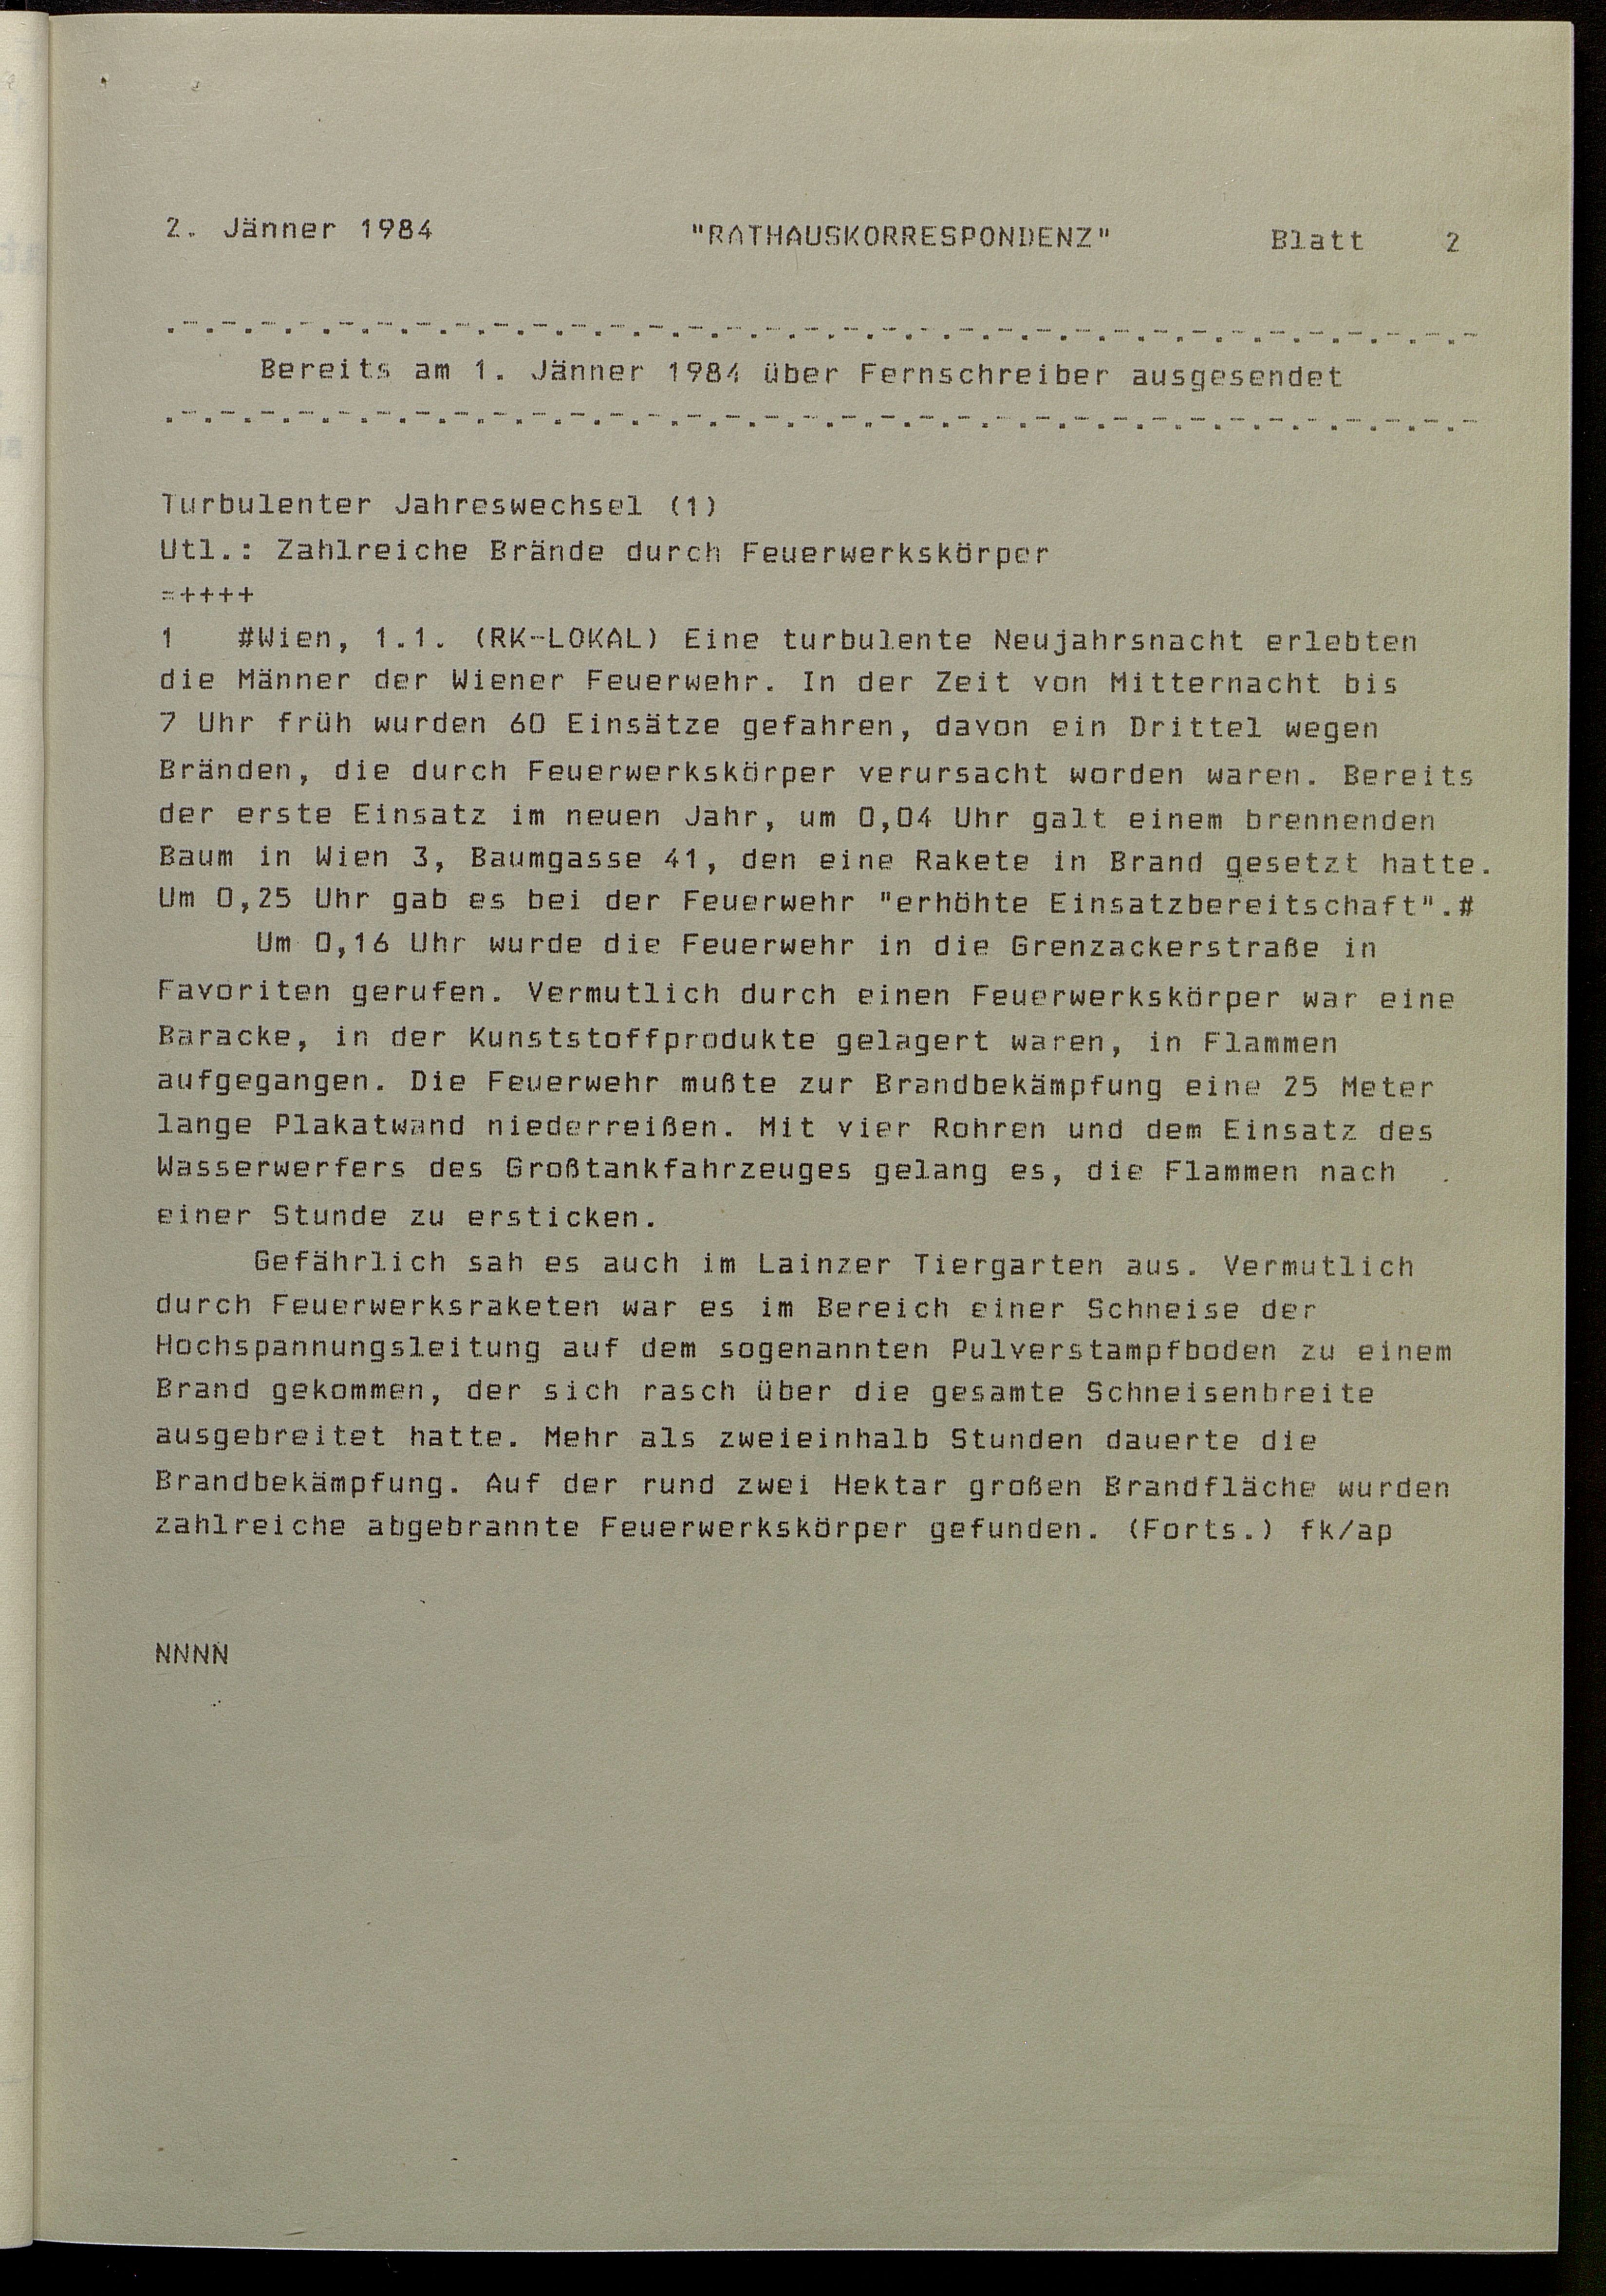 2. Jänner 1984 "RATHAUSKORRESPONDENZ" Blatt 2
.-.-.-.-.-.-.-.-.-.-.-.-.-.-.-.-.-.-.-.-.-.-.-.-.-.-.-.-.-.-.-.-.-.-
Bereits am 1. Jänner 1984 über Fernschreiber ausgesendet
.-.-.-.-.-.-.-.-.-.-.-.-.-.-.-.-.-.-.-.-.-.-.-.-.-.-.-.-.-.-.-.-.-.-
Turbulenter Jahreswechsel (1)
Utl.: Zahlreiche Brände durch Feuerwerkskörper
=++++
1 #Wien, 1.1. (RK-LOKAL) Eine turbulente Neujahrsnacht erlebten
die Männer der Wiener Feuerwehr. In der Zeit von Mitternacht bis
7 Uhr früh wurden 60 Einsätze gefahren, davon ein Drittel wegen
Bränden, die durch Feuerwerkskörper verursacht worden waren. Bereits
der erste Einsatz im neuen Jahr, um 0,04 Uhr galt einem brennenden
Baum in Wien 3, Baumgasse 41, den eine Rakete in Brand gesetzt hatte.
Um 0,25 Uhr gab es bei der Feuerwehr "erhöhte Einsatzbereitschaft".#
Um 0,16 Uhr wurde die Feuerwehr in die Grenzackerstraße in
Favoriten gerufen. Vermutlich durch einen Feuerwerkskörper war eine
Baracke, in der Kunststoffprodukte gelagert waren, in Flammen
aufgegangen. Die Feuerwehr mußte zur Brandbekämpfung eine 25 Meter
lange Plakatwand niederreißen. Mit vier Rohren und dem Einsatz des
Wasserwerfers des Großtankfahrzeuges gelang es, die Flammen nach
einer Stunde zu ersticken.
Gefährlich sah es auch im Lainzer Tiergarten aus. Vermutlich
durch Feuerwerksraketen war es im Bereich einer Schneise der
Hochspannungsleitung auf dem sogenannten Pulverstampfboden zu einem
Brand gekommen, der sich rasch über die gesamte Schneisenbreite
ausgebreitet hatte. Mehr als zweieinhalb Stunden dauerte die
Brandbekämpfung. Auf der rund zwei Hektar großen Brandfläche wurden
zahlreiche abgebrannte Feuerwerkskörper gefunden. (Forts.) fk/ap
NNNN